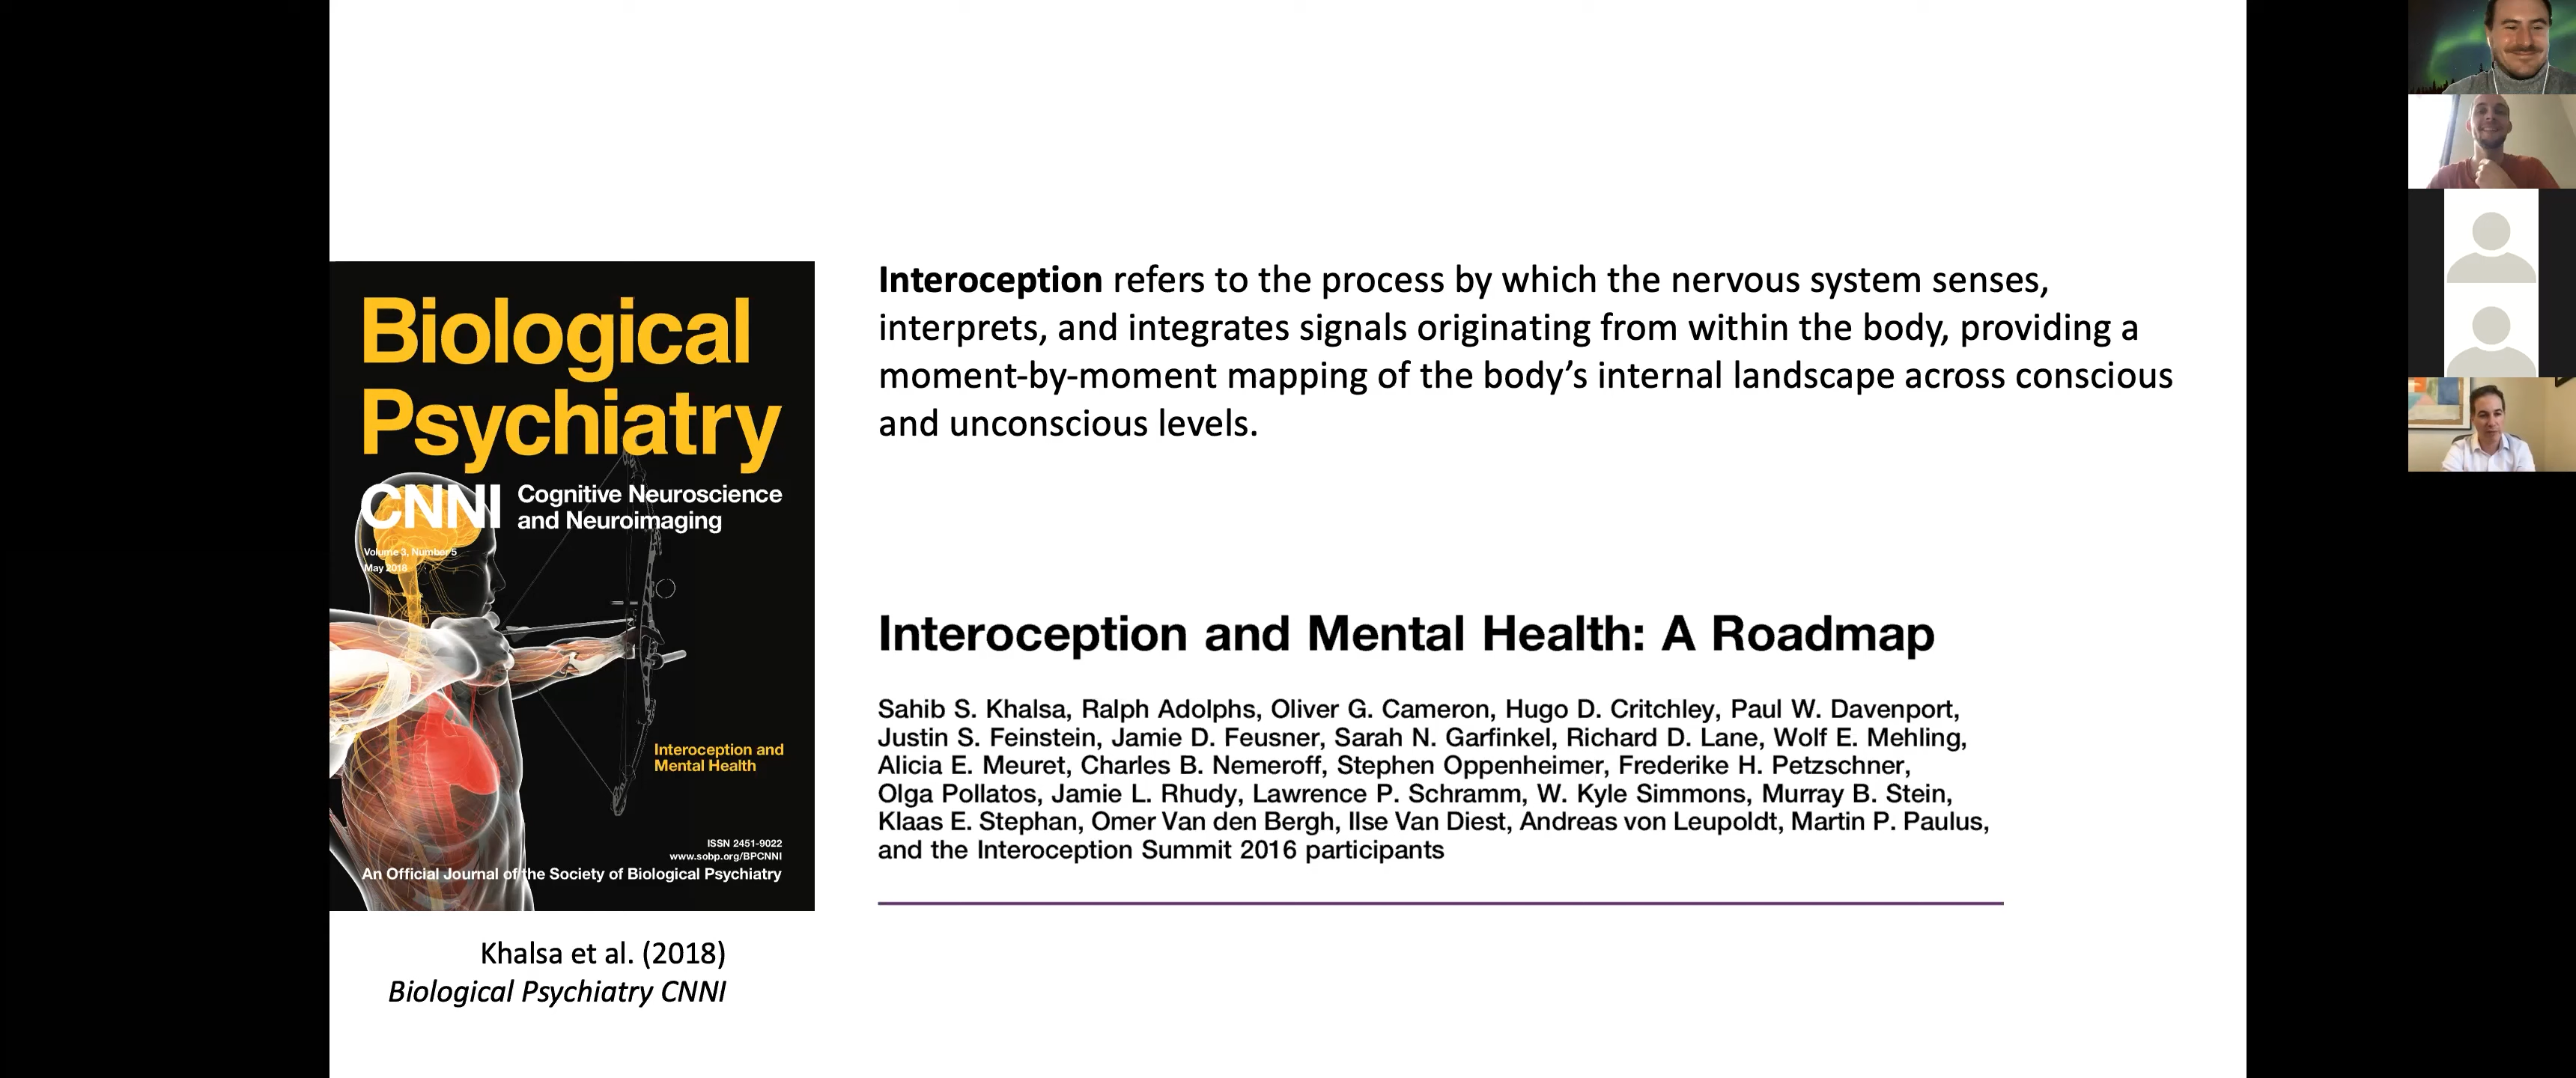 Biological
Psychiatry
CNNI
Cognitive Neuroscience
and Neuroimaging
Volume 3, Number 5
May 2018
Interoception and
Mental Health
ISSN 2451-9022
www.sobp.org/BPCNNI
An Official Journal of the Society of Biological Psychiatry
Khalsa et al. (2018)
Biological Psychiatry CNNI
Interoception refers to the process by which the nervous system senses,
interprets, and integrates signals originating from within the body, providing a
moment-by-moment mapping of the body’s internal landscape across conscious
and unconscious levels.
Interoception and Mental Health: A Roadmap
Sahib S. Khalsa, Ralph Adolphs, Oliver G. Cameron, Hugo D. Critchley, Paul W. Davenport,
Justin S. Feinstein, Jamie D. Feusner, Sarah N. Garfinkel, Richard D. Lane, Wolf E. Mehling,
Alicia E. Meuret, Charles B. Nemeroff, Stephen Oppenheimer, Frederike H. Petzschner,
Olga Pollatos, Jamie L. Rhudy, Lawrence P. Schramm, W. Kyle Simmons, Murray B. Stein,
Klaas E. Stephan, Omer Van den Bergh, Ilse Van Diest, Andreas von Leupoldt, Martin P. Paulus,
and the Interoception Summit 2016 participants